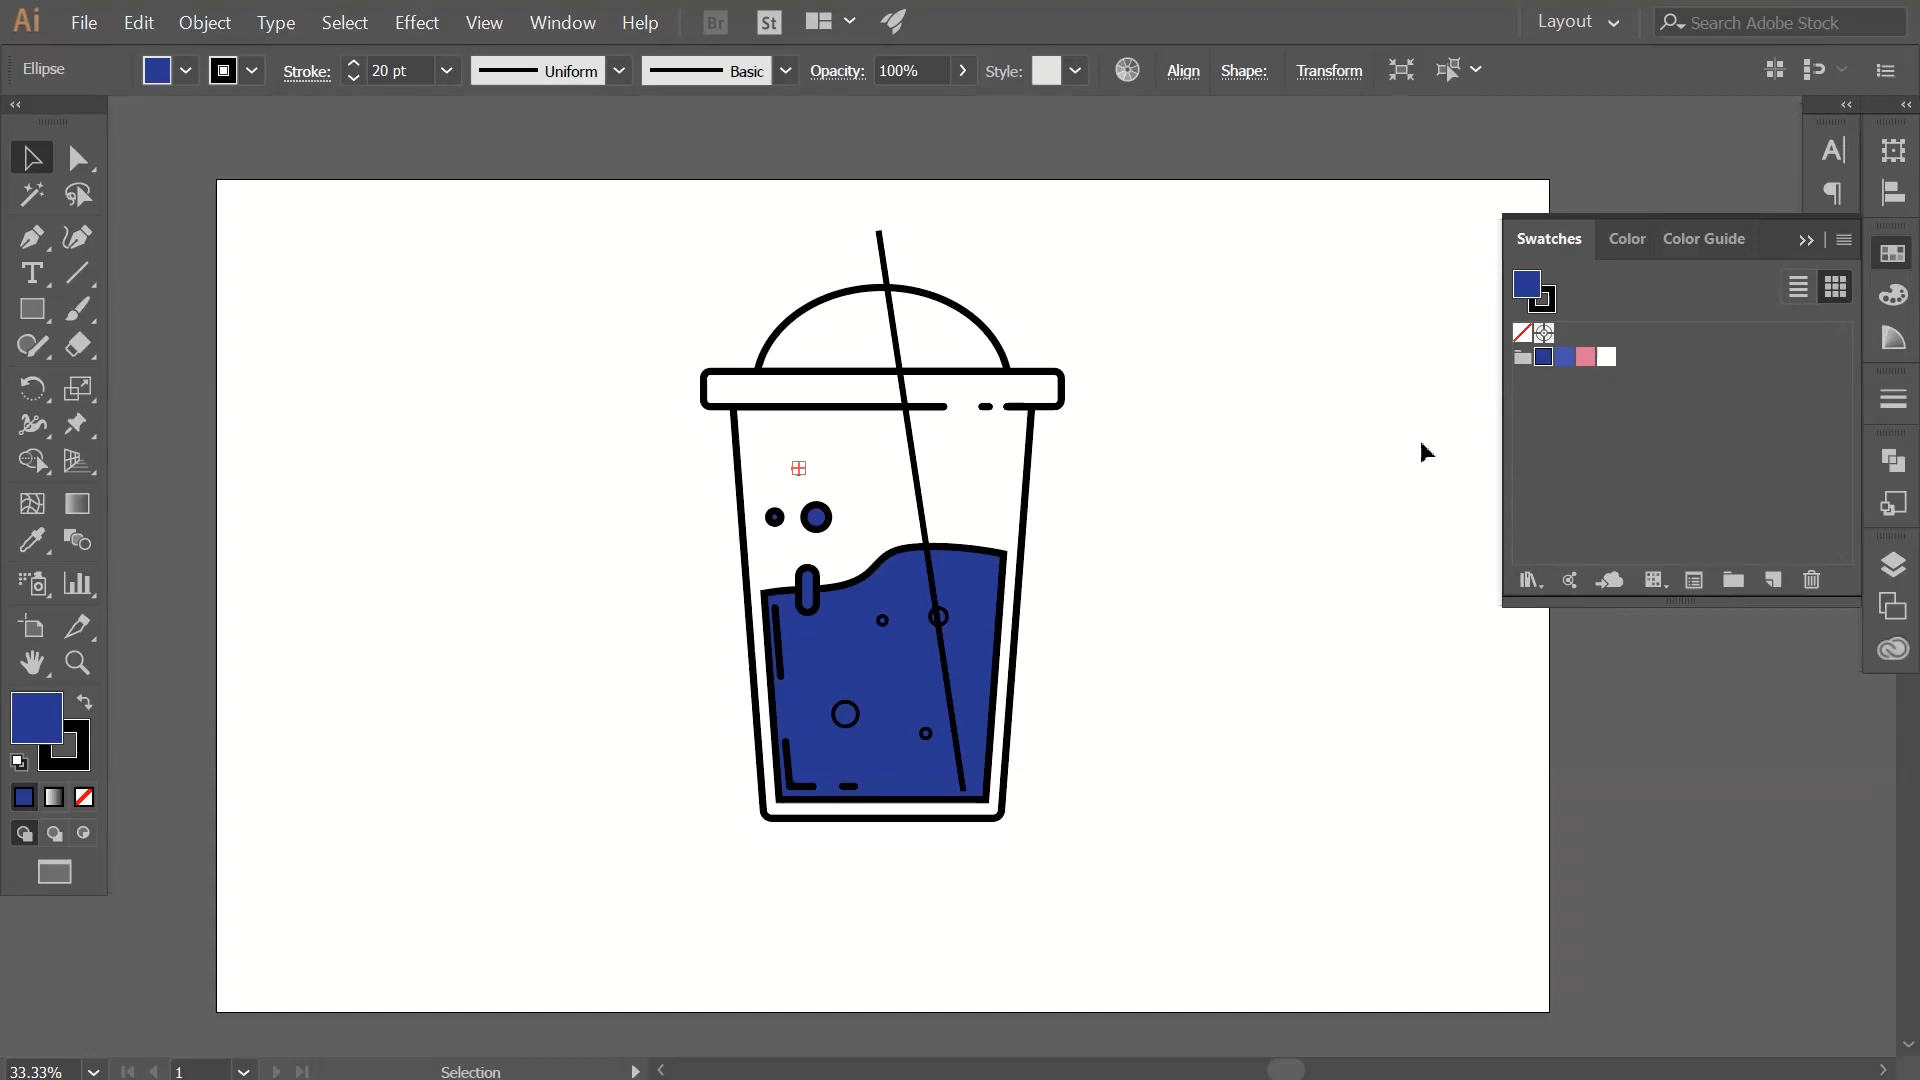 Ai File Edit Object Type Select Effect View Window Help Br St Layout Search Adobe Stock
Ellipse Stroke: 20 pt Uniform Basic Opacity: 100% Style: Align Shape: Transform
Swatches Color Color Guide
33.33% 1 Selection